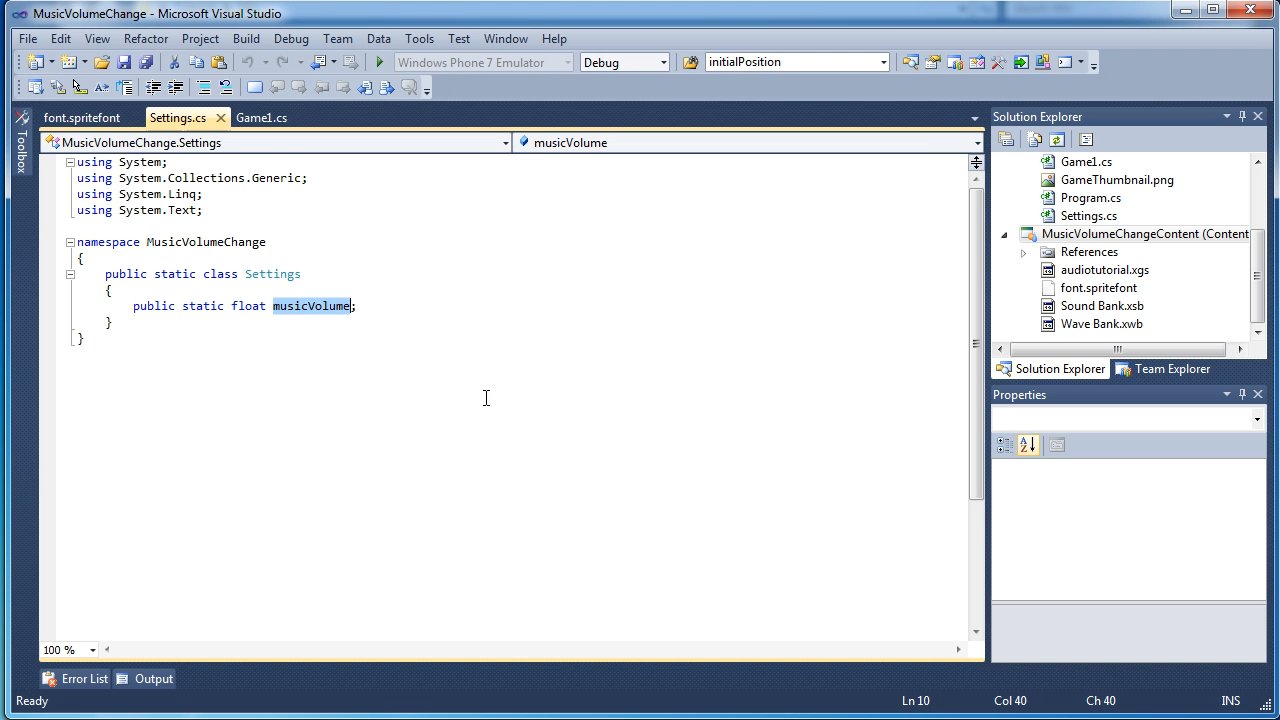 MusicVolumeChange - Microsoft Visual Studio
File Edit View Refactor Project Build Debug Team Data Tools Test Window Help
Windows Phone 7 Emulator Debug initialPosition
font.spritefont Settings.cs Game1.cs
MusicVolumeChange.Settings musicVolume
Toolbox
using System;
using System.Collections.Generic;
using System.Linq;
using System.Text;
namespace MusicVolumeChange
{
public static class Settings
{
public static float musicVolume;
}
}
100 %
Error List Output
Solution Explorer
Game1.cs
GameThumbnail.png
Program.cs
Settings.cs
MusicVolumeChangeContent (Content
References
audiotutorial.xgs
font.spritefont
Sound Bank.xsb
Wave Bank.xwb
Solution Explorer Team Explorer
Properties
Ready Ln 10 Col 40 Ch 40 INS